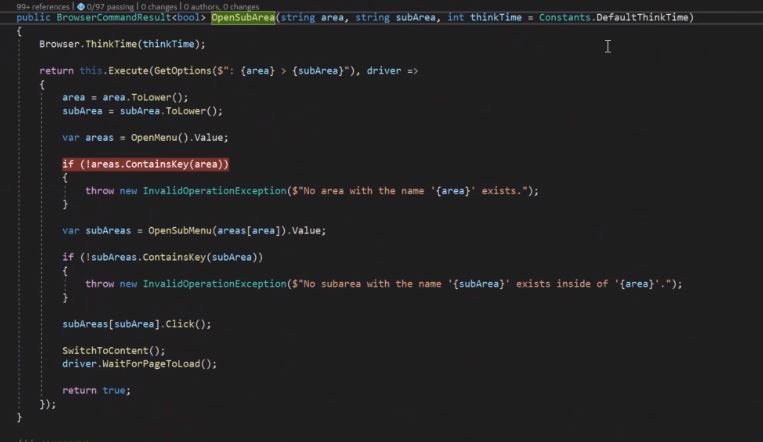 99+ references | 0/97 passing | 0 changes | 0 authors, 0 changes
public BrowserCommandResult<bool> OpenSubArea(string area, string subArea, int thinkTime = Constants.DefaultThinkTime)
{
Browser.ThinkTime(thinkTime);
return this.Execute(GetOptions($": {area} > {subArea}"), driver =>
{
area = area.ToLower();
subArea = subArea.ToLower();
var areas = OpenMenu().Value;
if (!areas.ContainsKey(area))
{
throw new InvalidOperationException($"No area with the name '{area}' exists.");
}
var subAreas = OpenSubMenu(areas[area]).Value;
if (!subAreas.ContainsKey(subArea))
{
throw new InvalidOperationException($"No subarea with the name '{subArea}' exists inside of '{area}'.");
}
subAreas[subArea].Click();
SwitchToContent();
driver.WaitForPageToLoad();
return true;
});
}